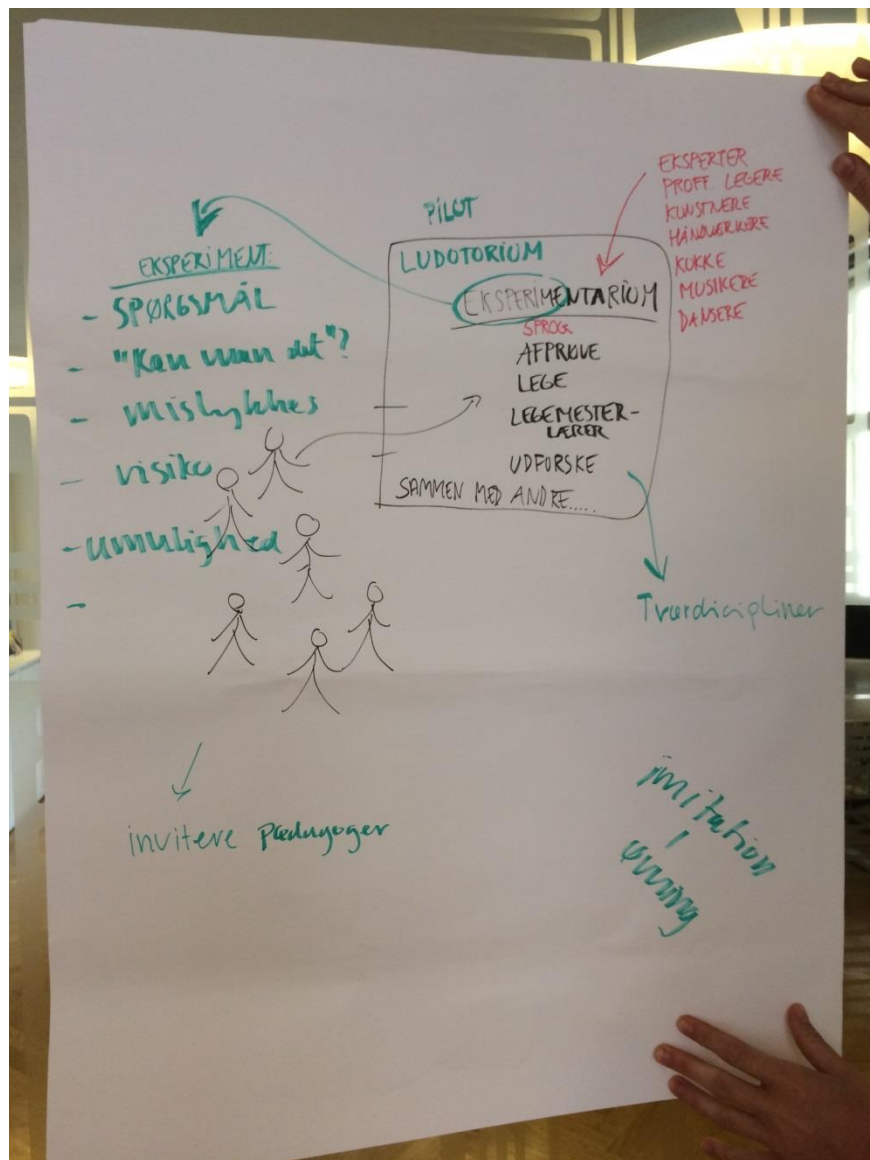 EKSPERIMENT:
- SPØRGSMÅL
- "Kan man det"?
- mislykkes
- risiko
- umulighed
-
PILOT
LUDOTORIUM
EKSPERIMENTARIUM
SPROG
AFPRØVE
LEGE
LEGEMESTER-
LÆRER
UDFORSKE
SAMMEN MED ANDRE.....
EKSPERTER
PROFF. LEGERE
KUNSTNERE
HÅNDVÆRKERE
KOKKE
MUSIKERE
DANSERE
Tværdicipliner
invitere pædagoger
imitation
øvning